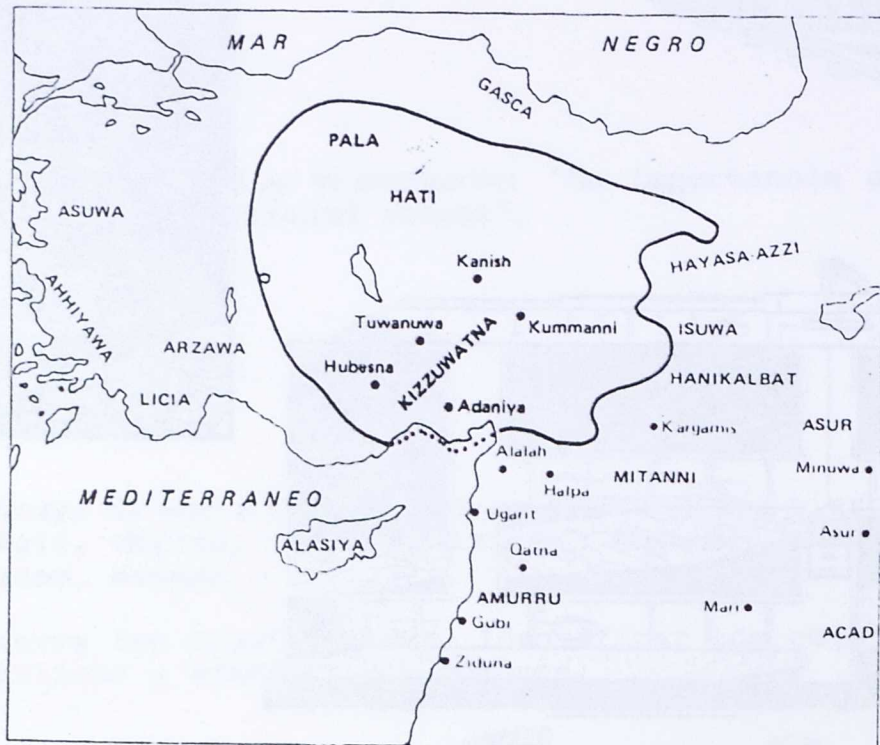 MAR NEGRO
GASCA
PALA
HATI
ASUWA
Kanish
HAYASA-AZZI
AHHIYAWA
Tuwanuwa
Kummanni
ISUWA
ARZAWA
KIZZUWATNA
Hubesna
HANIKALBAT
LICIA
Adaniya
Kargamis
ASUR
Alalah
Halpa
MITANNI
Minuwa
MEDITERRANEO
Ugarit
Asur
ALASIYA
Qatna
AMURRU
Mari
Gubi
ACAD
Ziduna